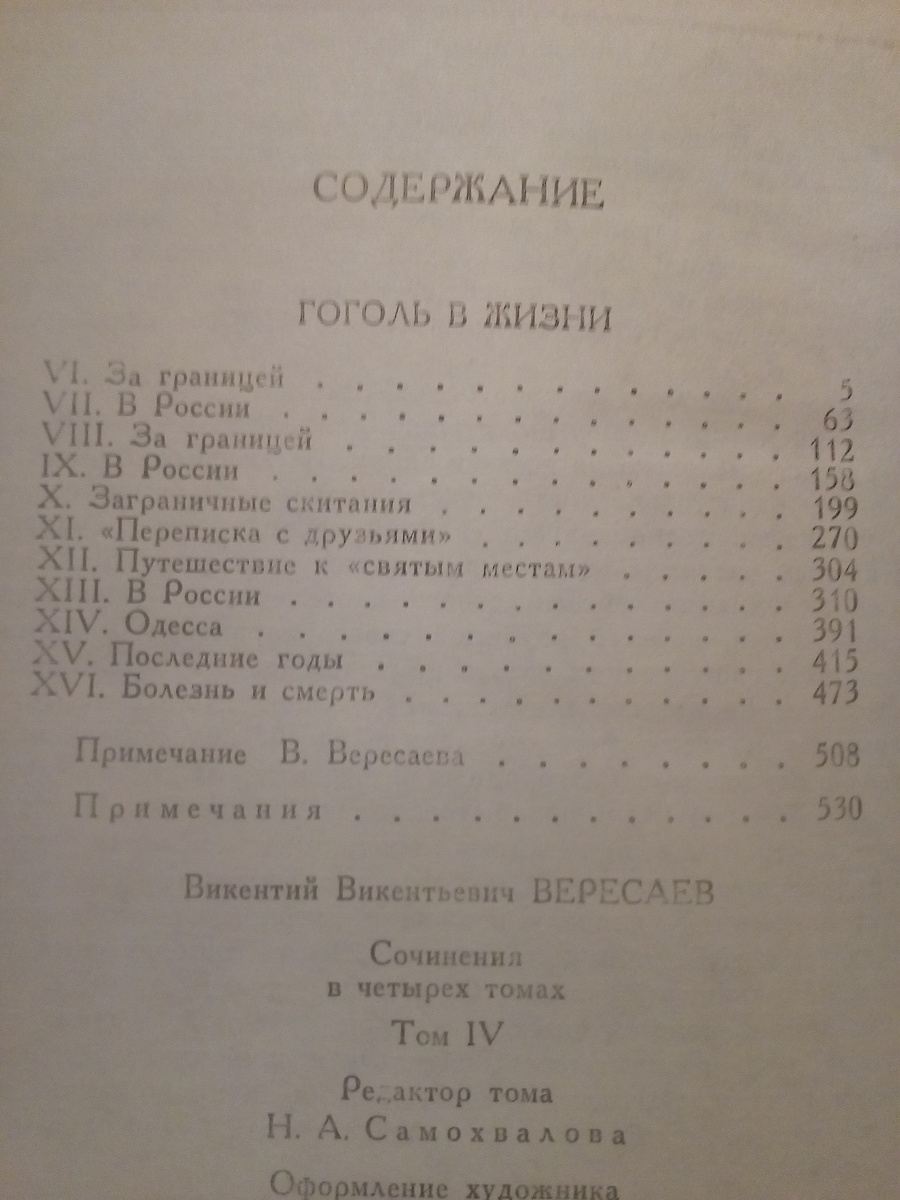 СОДЕРЖАНИЕ
ГОГОЛЬ В ЖИЗНИ
VI. За границей . . . . . . . . . . . . 5
VII. В России . . . . . . . . . . . . . 63
VIII. За границей . . . . . . . . . . . 112
IX. В России . . . . . . . . . . . . . 158
X. Заграничные скитания . . . . . . . . . 199
XI. «Переписка с друзьями» . . . . . . . . 270
XII. Путешествие к «святым местам» . . . . . 304
XIII. В России . . . . . . . . . . . . . 310
XIV. Одесса . . . . . . . . . . . . . . 391
XV. Последние годы . . . . . . . . . . . 415
XVI. Болезнь и смерть . . . . . . . . . . 473
Примечание В. Вересаева . . . . . . . . 508
Примечания . . . . . . . . . . . . 530
Викентий Викентьевич ВЕРЕСАЕВ
Сочинения
в четырех томах
Том IV
Редактор тома
Н. А. Самохвалова
Оформление художника